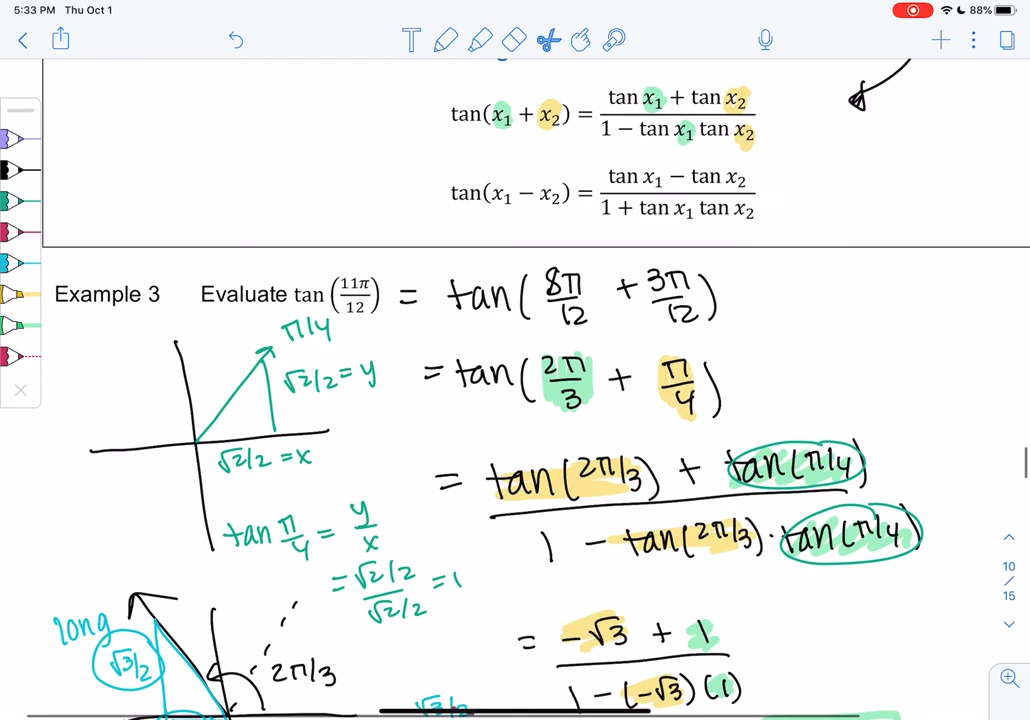 5:33 PM Thu Oct 1
88%
tan(x₁ + x₂) = (tan x₁ + tan x₂)/(1 − tan x₁ tan x₂)
tan(x₁ − x₂) = (tan x₁ − tan x₂)/(1 + tan x₁ tan x₂)
Example 3 Evaluate tan (11π/12) = tan(8π/12 + 3π/12)
= tan(2π/3 + π/4)
= (tan(2π/3) + tan(π/4))/(1 − tan(2π/3)·tan(π/4))
= (−√3 + 1)/(1 − (−√3)(1))
π/4
√2/2 = y
√2/2 = x
tan π/4 = y/x
= (√2/2)/(√2/2) = 1
long
√3/2
2π/3
√3/2
10
/
15